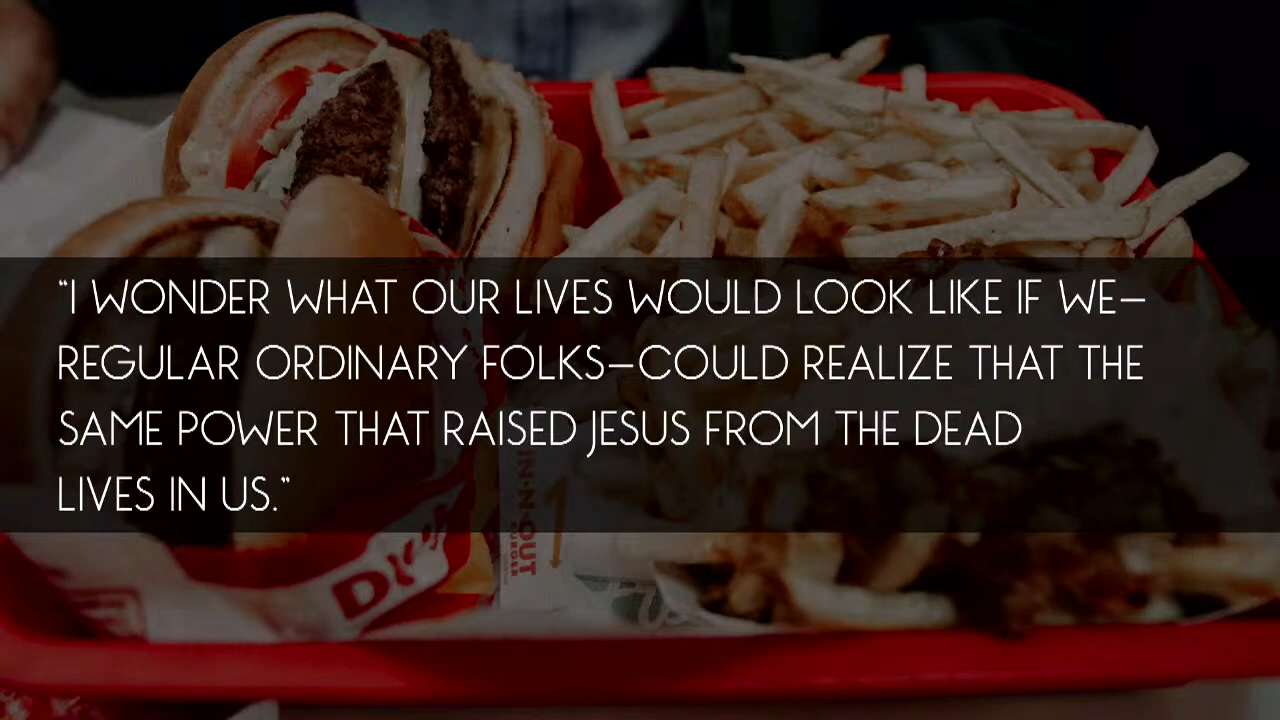 “I WONDER WHAT OUR LIVES WOULD LOOK LIKE IF WE—
REGULAR ORDINARY FOLKS—COULD REALIZE THAT THE
SAME POWER THAT RAISED JESUS FROM THE DEAD
LIVES IN US.”
IN-N-OUT
BURGER